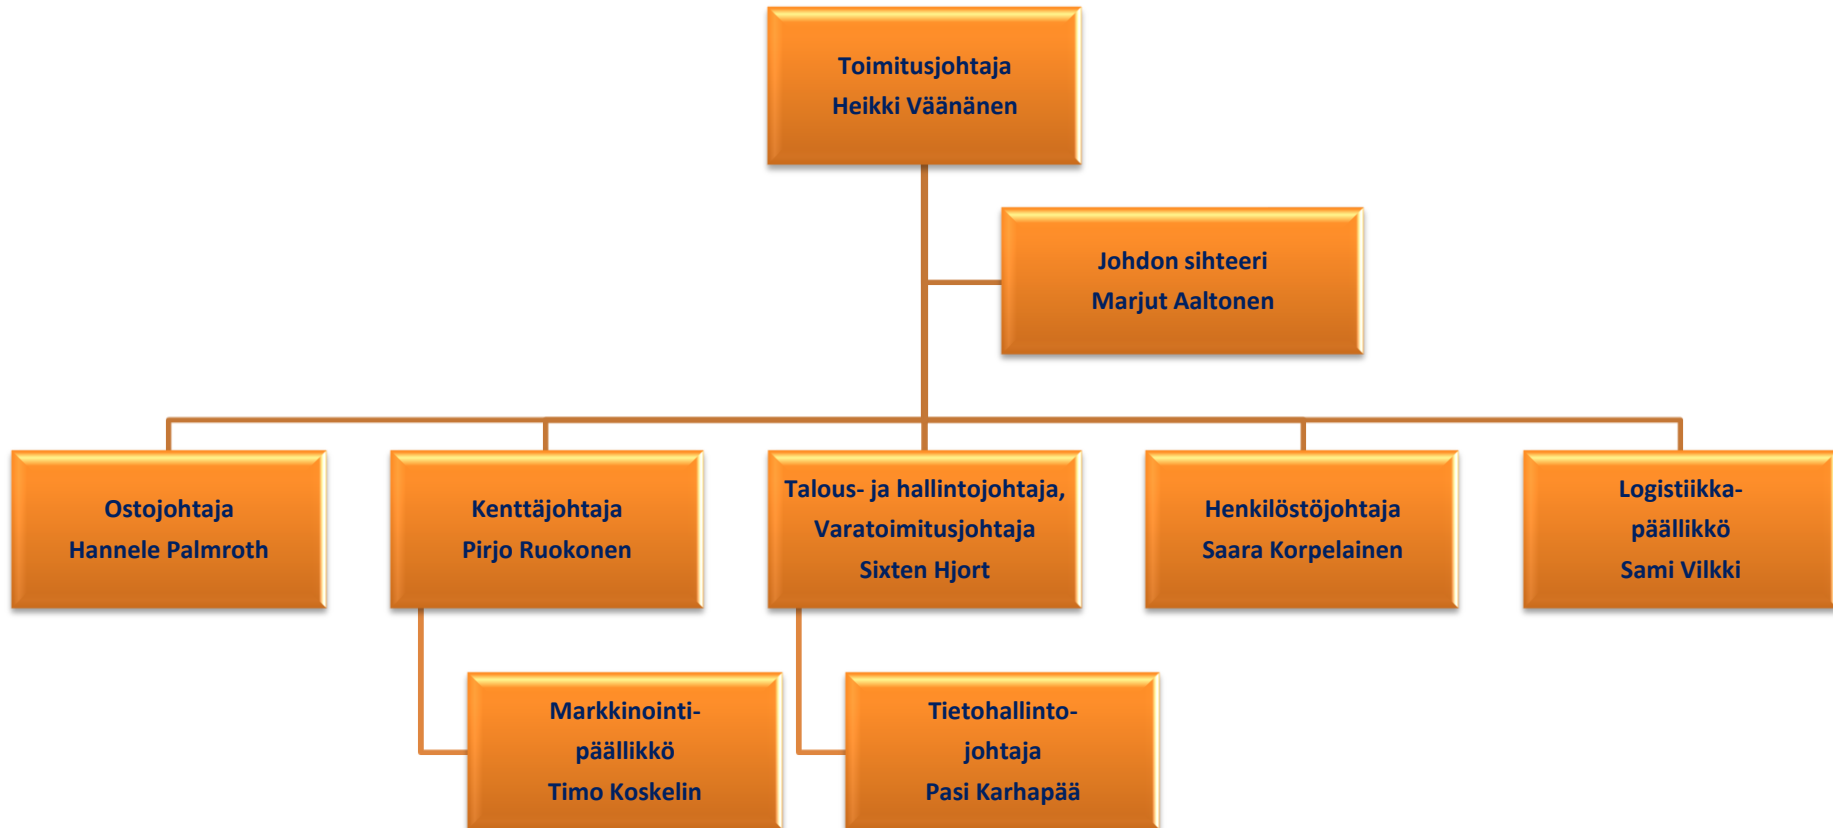 Toimitusjohtaja
Heikki Väänänen
Johdon sihteeri
Marjut Aaltonen
Ostojohtaja
Hannele Palmroth
Kenttäjohtaja
Pirjo Ruokonen
Talous- ja hallintojohtaja,
Varatoimitusjohtaja
Sixten Hjort
Henkilöstöjohtaja
Saara Korpelainen
Logistiikka-
päällikkö
Sami Vilkki
Markkinointi-
päällikkö
Timo Koskelin
Tietohallinto-
johtaja
Pasi Karhapää